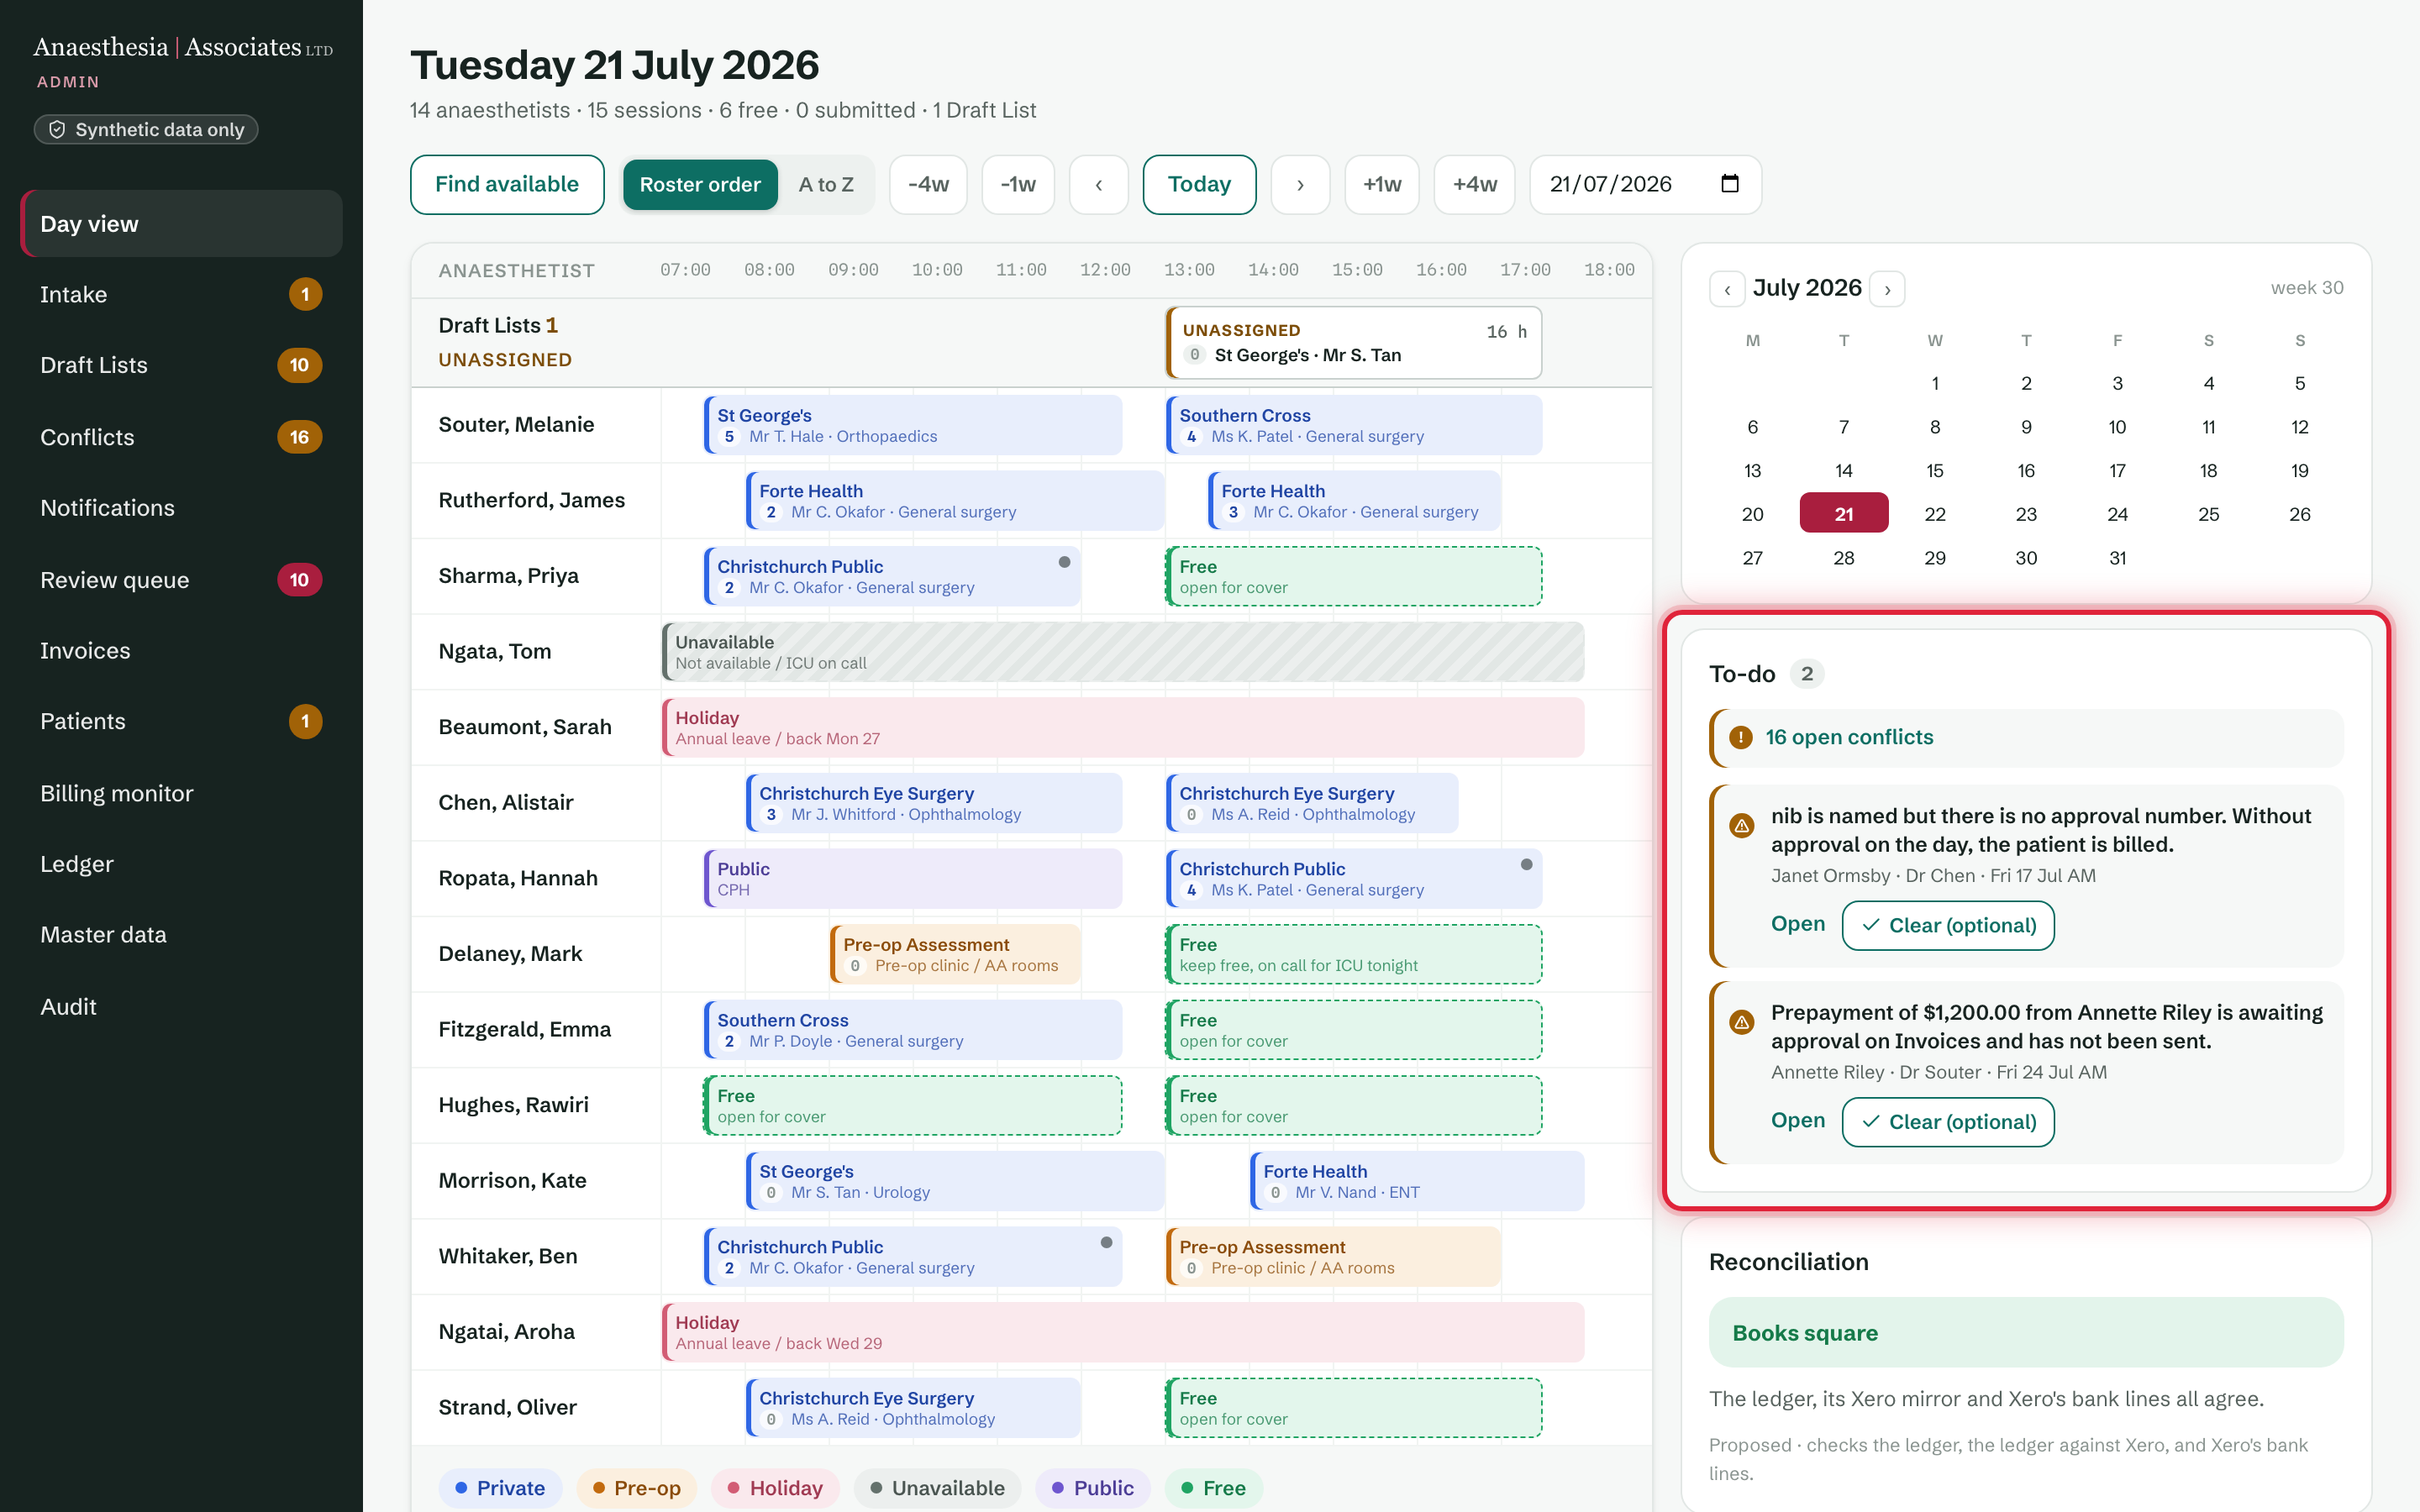 Anaesthesia | Associates LTD
ADMIN
Synthetic data only
Day view
Intake 1
Draft Lists 10
Conflicts 16
Notifications
Review queue 10
Invoices
Patients 1
Billing monitor
Ledger
Master data
Audit
Tuesday 21 July 2026
14 anaesthetists · 15 sessions · 6 free · 0 submitted · 1 Draft List
Find available
Roster order
A to Z
-4w
-1w
‹
Today
›
+1w
+4w
21/07/2026
ANAESTHETIST 07:00 08:00 09:00 10:00 11:00 12:00 13:00 14:00 15:00 16:00 17:00 18:00
Draft Lists 1
UNASSIGNED
UNASSIGNED 16 h
0 St George's · Mr S. Tan
Souter, Melanie
St George's
5 Mr T. Hale · Orthopaedics
Southern Cross
4 Ms K. Patel · General surgery
Rutherford, James
Forte Health
2 Mr C. Okafor · General surgery
Forte Health
3 Mr C. Okafor · General surgery
Sharma, Priya
Christchurch Public
2 Mr C. Okafor · General surgery
Free
open for cover
Ngata, Tom
Unavailable
Not available / ICU on call
Beaumont, Sarah
Holiday
Annual leave / back Mon 27
Chen, Alistair
Christchurch Eye Surgery
3 Mr J. Whitford · Ophthalmology
Christchurch Eye Surgery
0 Ms A. Reid · Ophthalmology
Ropata, Hannah
Public
CPH
Christchurch Public
4 Ms K. Patel · General surgery
Delaney, Mark
Pre-op Assessment
0 Pre-op clinic / AA rooms
Free
keep free, on call for ICU tonight
Fitzgerald, Emma
Southern Cross
2 Mr P. Doyle · General surgery
Free
open for cover
Hughes, Rawiri
Free
open for cover
Free
open for cover
Morrison, Kate
St George's
0 Mr S. Tan · Urology
Forte Health
0 Mr V. Nand · ENT
Whitaker, Ben
Christchurch Public
2 Mr C. Okafor · General surgery
Pre-op Assessment
0 Pre-op clinic / AA rooms
Ngatai, Aroha
Holiday
Annual leave / back Wed 29
Strand, Oliver
Christchurch Eye Surgery
0 Ms A. Reid · Ophthalmology
Free
open for cover
Private
Pre-op
Holiday
Unavailable
Public
Free
‹ July 2026 › week 30
M T W T F S S
1 2 3 4 5
6 7 8 9 10 11 12
13 14 15 16 17 18 19
20 21 22 23 24 25 26
27 28 29 30 31
To-do 2
! 16 open conflicts
nib is named but there is no approval number. Without
approval on the day, the patient is billed.
Janet Ormsby · Dr Chen · Fri 17 Jul AM
Open ✓ Clear (optional)
Prepayment of $1,200.00 from Annette Riley is awaiting
approval on Invoices and has not been sent.
Annette Riley · Dr Souter · Fri 24 Jul AM
Open ✓ Clear (optional)
Reconciliation
Books square
The ledger, its Xero mirror and Xero's bank lines all agree.
Proposed · checks the ledger, the ledger against Xero, and Xero's bank
lines.